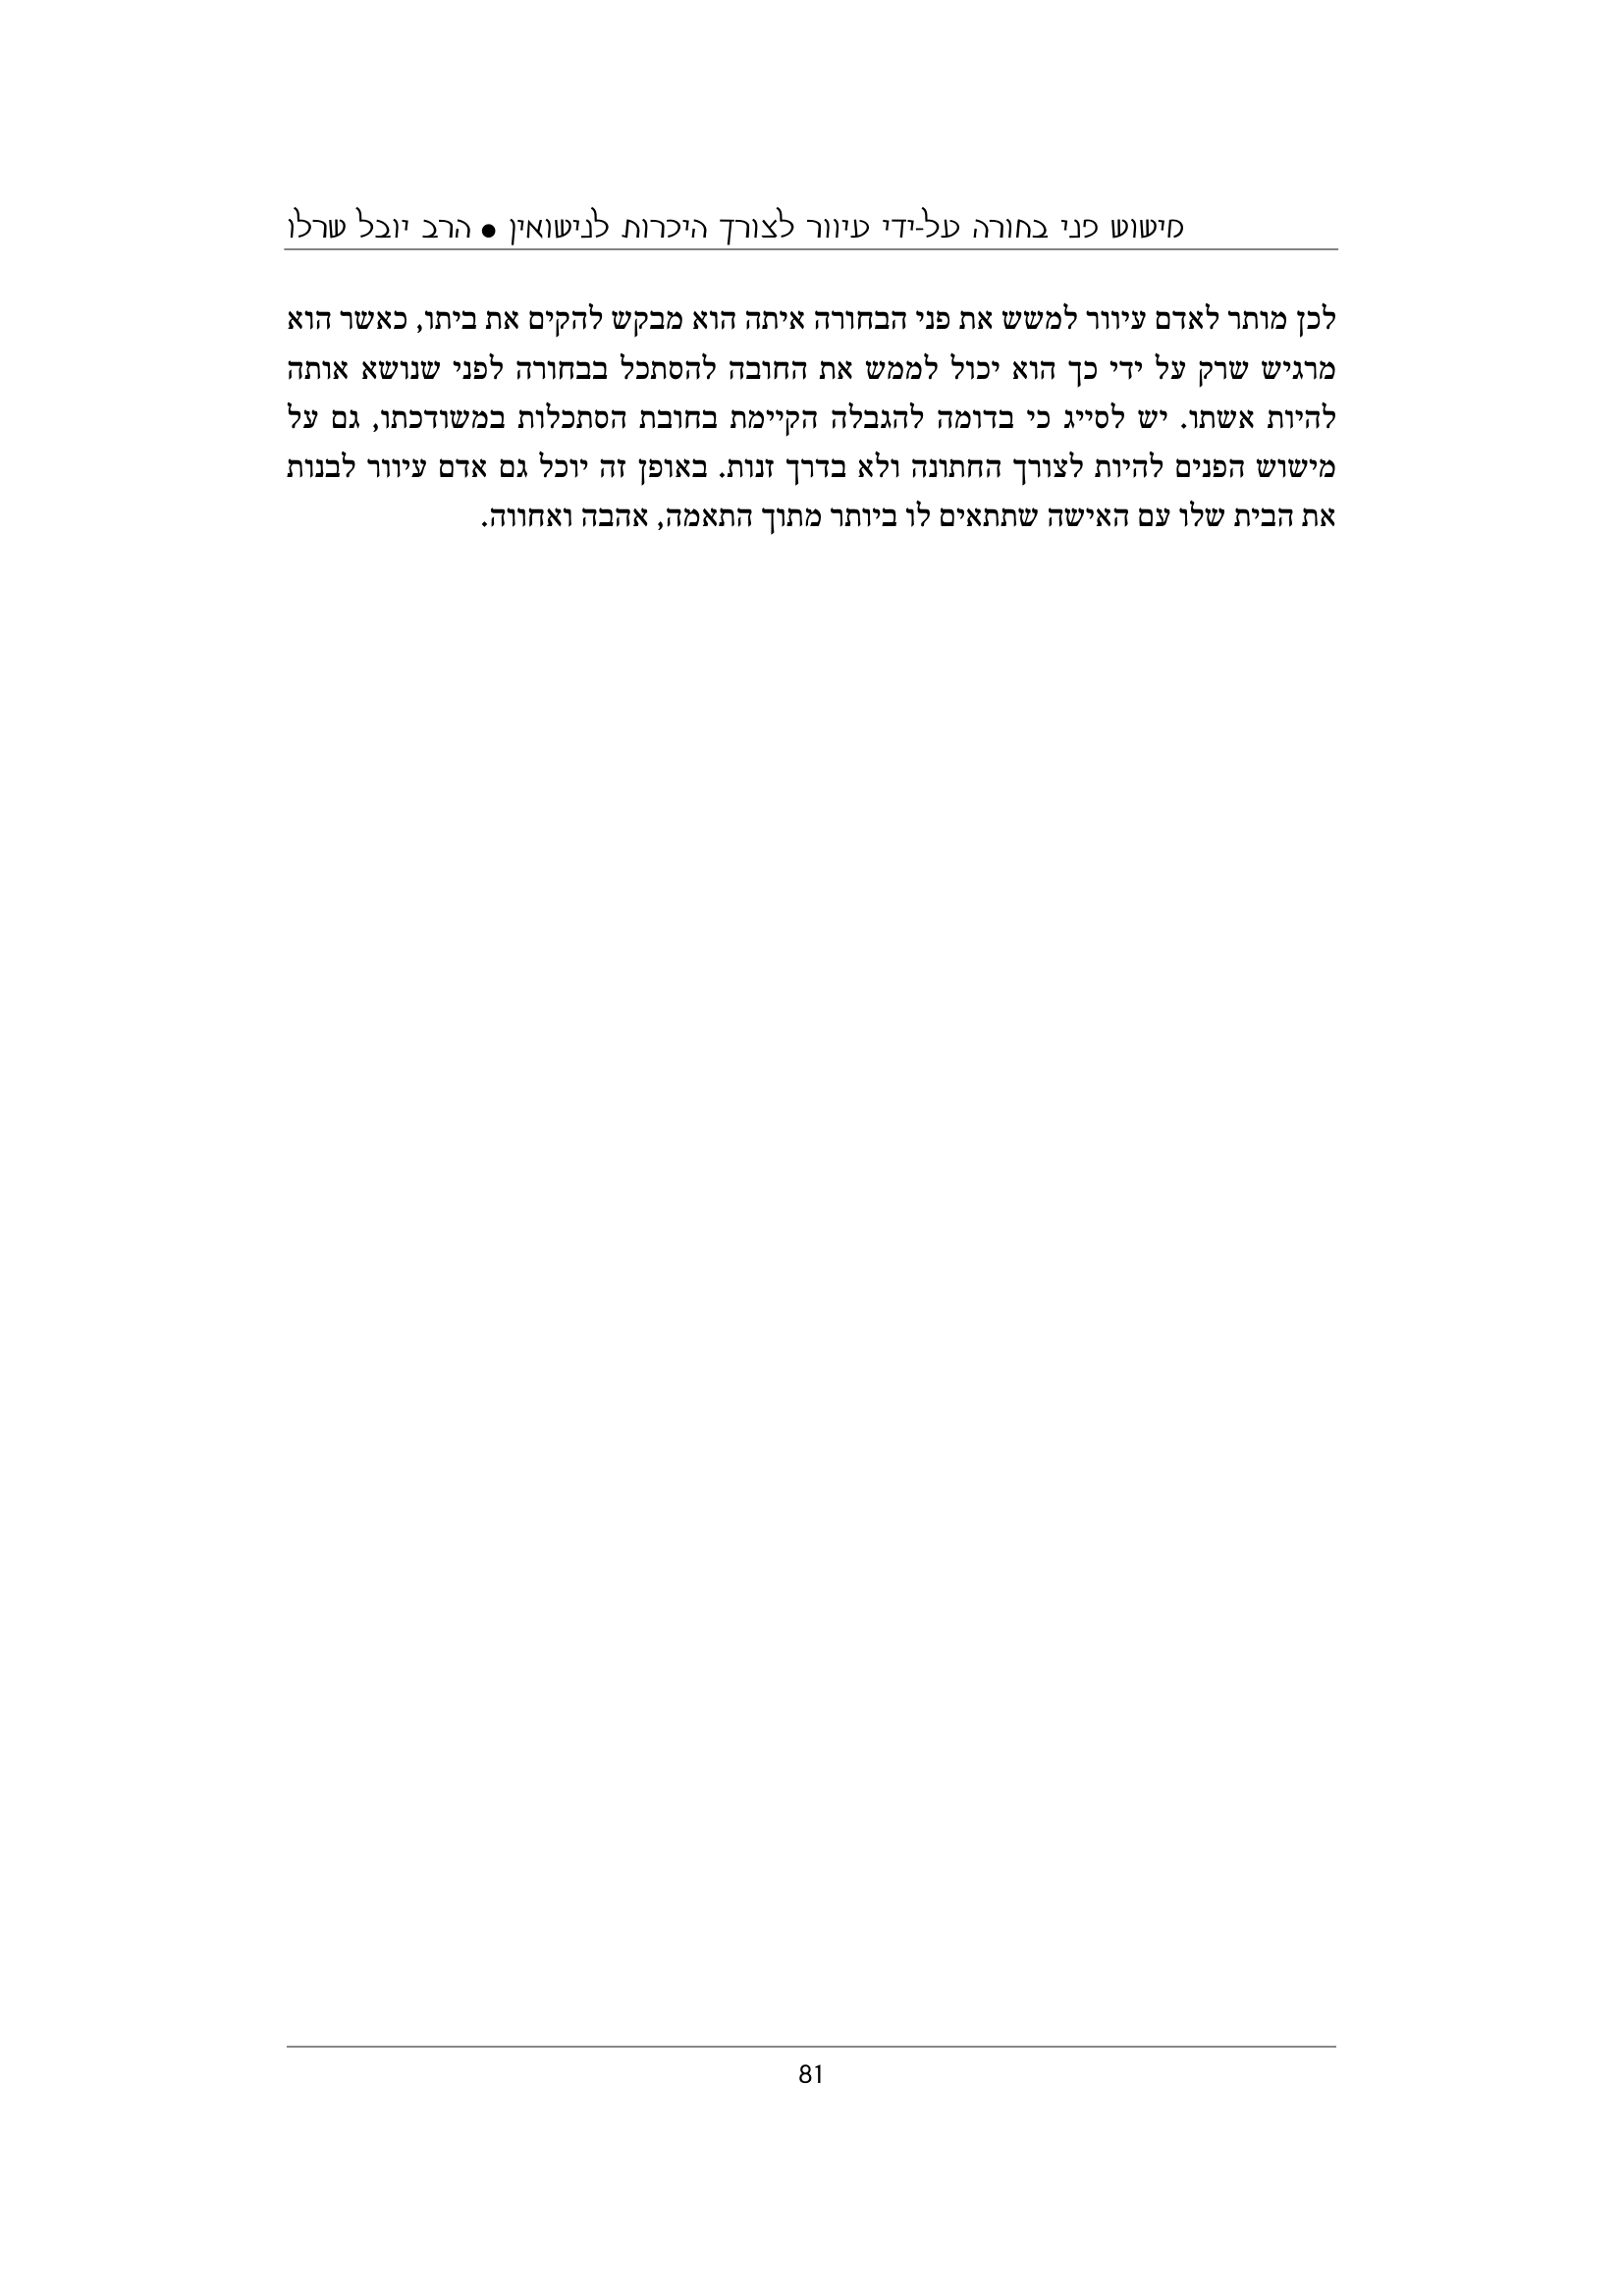 מישוש פני בחורה על-ידי עיוור לצורך היכרות לנישואין ● הרב יובל שרלו
לכן מותר לאדם עיוור למשש את פני הבחורה איתה הוא מבקש להקים את ביתו, כאשר הוא
מרגיש שרק על ידי כך הוא יכול לממש את החובה להסתכל בבחורה לפני שנושא אותה
להיות אשתו. יש לסייג כי בדומה להגבלה הקיימת בחובת הסתכלות במשודכתו, גם על
מישוש הפנים להיות לצורך החתונה ולא בדרך זנות. באופן זה יוכל גם אדם עיוור לבנות
את הבית שלו עם האישה שתתאים לו ביותר מתוך התאמה, אהבה ואחווה.
81